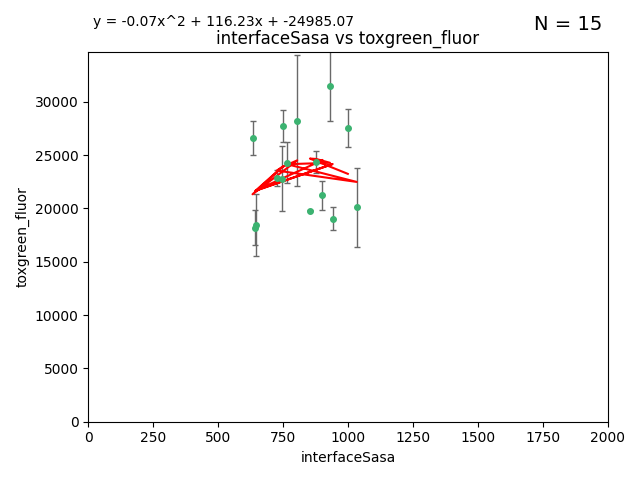 y = -0.07x^2 + 116.23x + -24985.07
N = 15
interfaceSasa vs toxgreen_fluor
30000
25000
20000
15000
10000
5000
0
toxgreen_fluor
0 250 500 750 1000 1250 1500 1750 2000
interfaceSasa